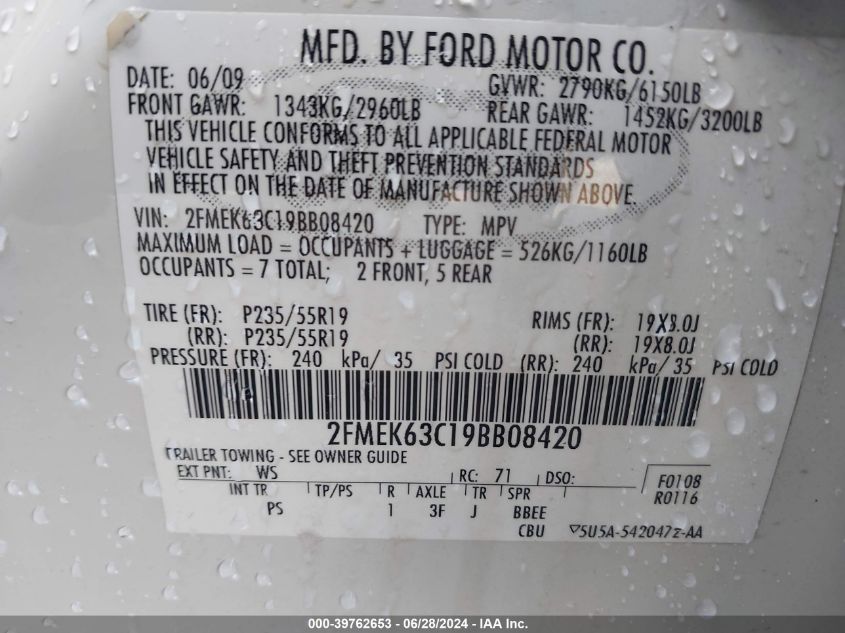 MFD. BY FORD MOTOR CO.
DATE: 06/09 GVWR: 2790KG/6150LB
FRONT GAWR: 1343KG/2960LB REAR GAWR: 1452KG/3200LB
THIS VEHICLE CONFORMS TO ALL APPLICABLE FEDERAL MOTOR
VEHICLE SAFETY AND THEFT PREVENTION STANDARDS
IN EFFECT ON THE DATE OF MANUFACTURE SHOWN ABOVE.
VIN: 2FMEK63C19BB08420 TYPE: MPV
MAXIMUM LOAD = OCCUPANTS + LUGGAGE = 526KG/1160LB
OCCUPANTS = 7 TOTAL; 2 FRONT, 5 REAR
TIRE (FR): P235/55R19 RIMS (FR): 19X8.0J
(RR): P235/55R19 (RR): 19X8.0J
PRESSURE (FR): 240 kPa/ 35 PSI COLD (RR): 240 kPa/ 35 PSI COLD
2FMEK63C19BB08420
TRAILER TOWING - SEE OWNER GUIDE
EXT PNT: WS RC: 71 DSO: F0108
INT TR TP/PS R AXLE TR SPR R0116
PS 1 3F J BBEE
CBU ▽5U5A-542047z-AA
000-39762653 - 06/28/2024 - IAA Inc.